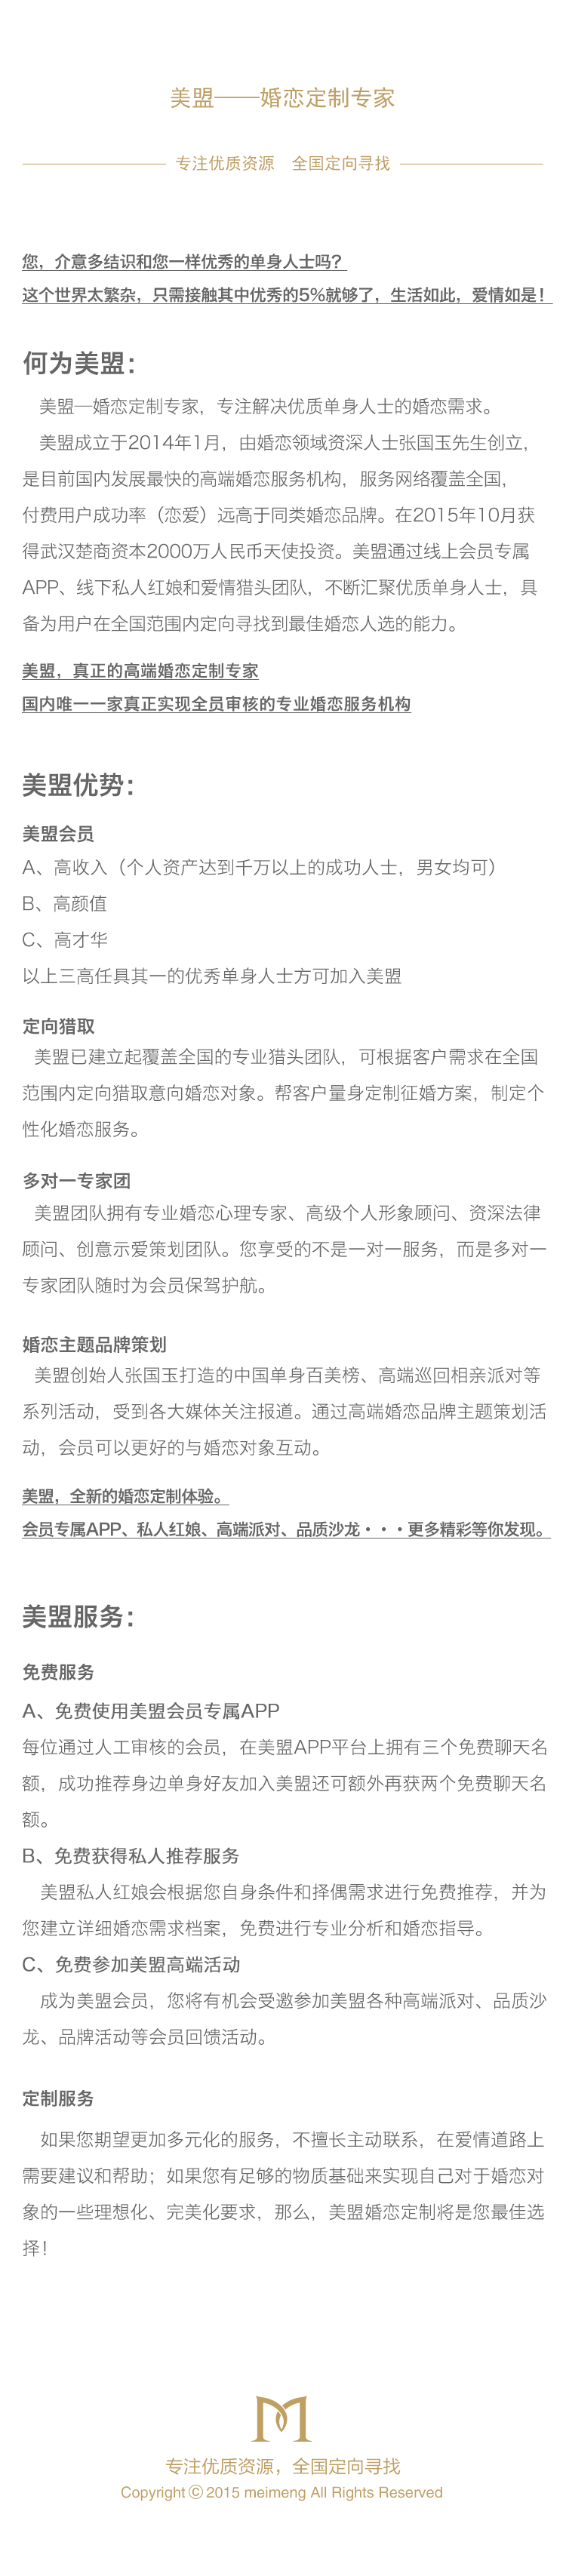 美盟——婚恋定制专家
专注优质资源 全国定向寻找
您，介意多结识和您一样优秀的单身人士吗？
这个世界太繁杂，只需接触其中优秀的5%就够了，生活如此，爱情如是！
何为美盟：
美盟—婚恋定制专家，专注解决优质单身人士的婚恋需求。
美盟成立于2014年1月，由婚恋领域资深人士张国玉先生创立，
是目前国内发展最快的高端婚恋服务机构，服务网络覆盖全国，
付费用户成功率（恋爱）远高于同类婚恋品牌。在2015年10月获
得武汉楚商资本2000万人民币天使投资。美盟通过线上会员专属
APP、线下私人红娘和爱情猎头团队，不断汇聚优质单身人士，具
备为用户在全国范围内定向寻找到最佳婚恋人选的能力。
美盟，真正的高端婚恋定制专家
国内唯一一家真正实现全员审核的专业婚恋服务机构
美盟优势：
美盟会员
A、高收入（个人资产达到千万以上的成功人士，男女均可）
B、高颜值
C、高才华
以上三高任具其一的优秀单身人士方可加入美盟
定向猎取
美盟已建立起覆盖全国的专业猎头团队，可根据客户需求在全国
范围内定向猎取意向婚恋对象。帮客户量身定制征婚方案，制定个
性化婚恋服务。
多对一专家团
美盟团队拥有专业婚恋心理专家、高级个人形象顾问、资深法律
顾问、创意示爱策划团队。您享受的不是一对一服务，而是多对一
专家团队随时为会员保驾护航。
婚恋主题品牌策划
美盟创始人张国玉打造的中国单身百美榜、高端巡回相亲派对等
系列活动，受到各大媒体关注报道。通过高端婚恋品牌主题策划活
动，会员可以更好的与婚恋对象互动。
美盟，全新的婚恋定制体验。
会员专属APP、私人红娘、高端派对、品质沙龙···更多精彩等你发现。
美盟服务：
免费服务
A、免费使用美盟会员专属APP
每位通过人工审核的会员，在美盟APP平台上拥有三个免费聊天名
额，成功推荐身边单身好友加入美盟还可额外再获两个免费聊天名
额。
B、免费获得私人推荐服务
美盟私人红娘会根据您自身条件和择偶需求进行免费推荐，并为
您建立详细婚恋需求档案，免费进行专业分析和婚恋指导。
C、免费参加美盟高端活动
成为美盟会员，您将有机会受邀参加美盟各种高端派对、品质沙
龙、品牌活动等会员回馈活动。
定制服务
如果您期望更加多元化的服务，不擅长主动联系，在爱情道路上
需要建议和帮助；如果您有足够的物质基础来实现自己对于婚恋对
象的一些理想化、完美化要求，那么，美盟婚恋定制将是您最佳选
择！
M
专注优质资源，全国定向寻找
Copyright ⓒ 2015 meimeng All Rights Reserved